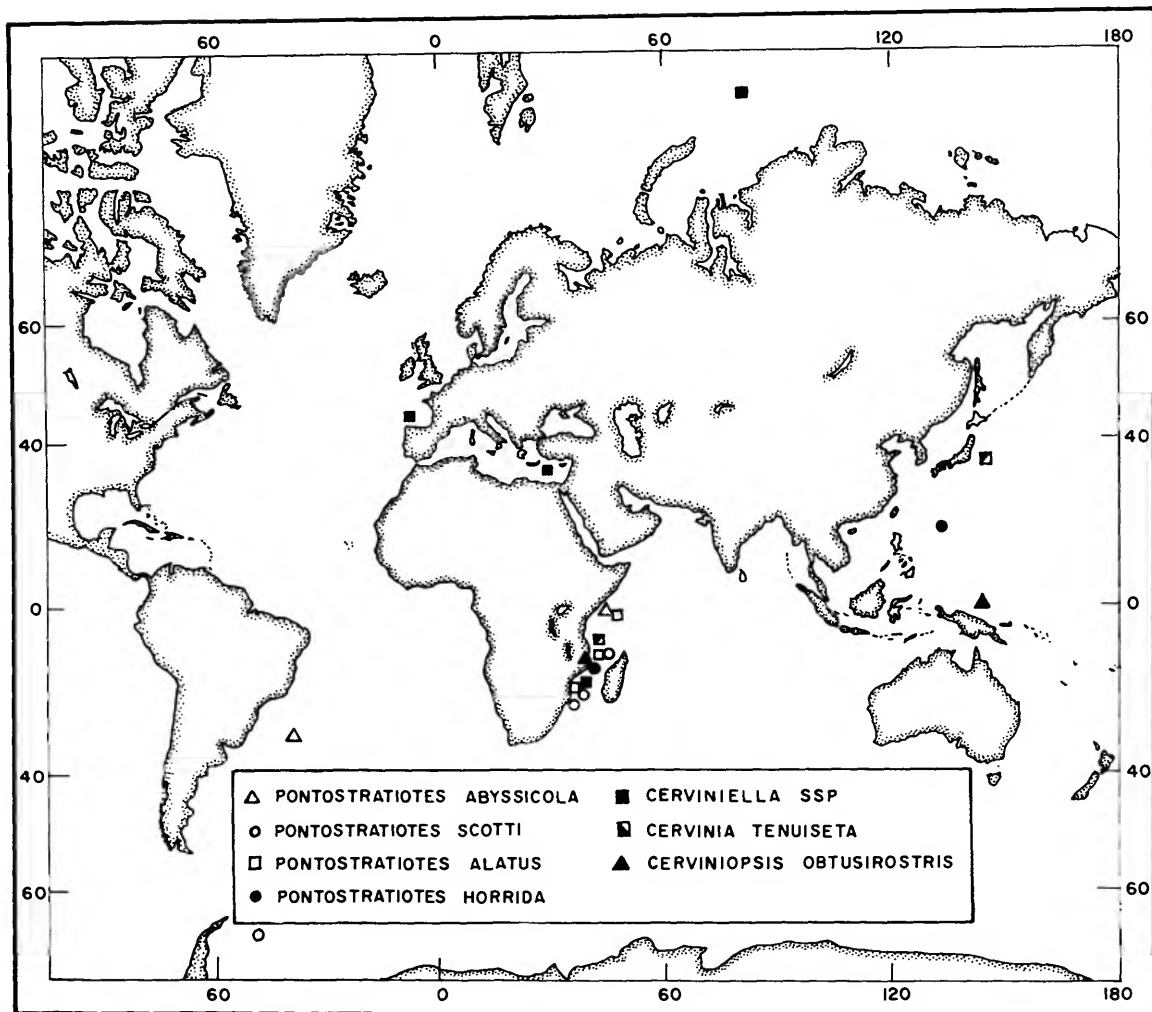 60 0 60 120 180
60 60
40 40
0 0
40 40
60 60
△ PONTOSTRATIOTES ABYSSICOLA ■ CERVINIELLA SSP
○ PONTOSTRATIOTES SCOTTI CERVINIA TENUISETA
□ PONTOSTRATIOTES ALATUS ▲ CERVINIOPSIS OBTUSIROSTRIS
● PONTOSTRATIOTES HORRIDA
60 0 60 120 180